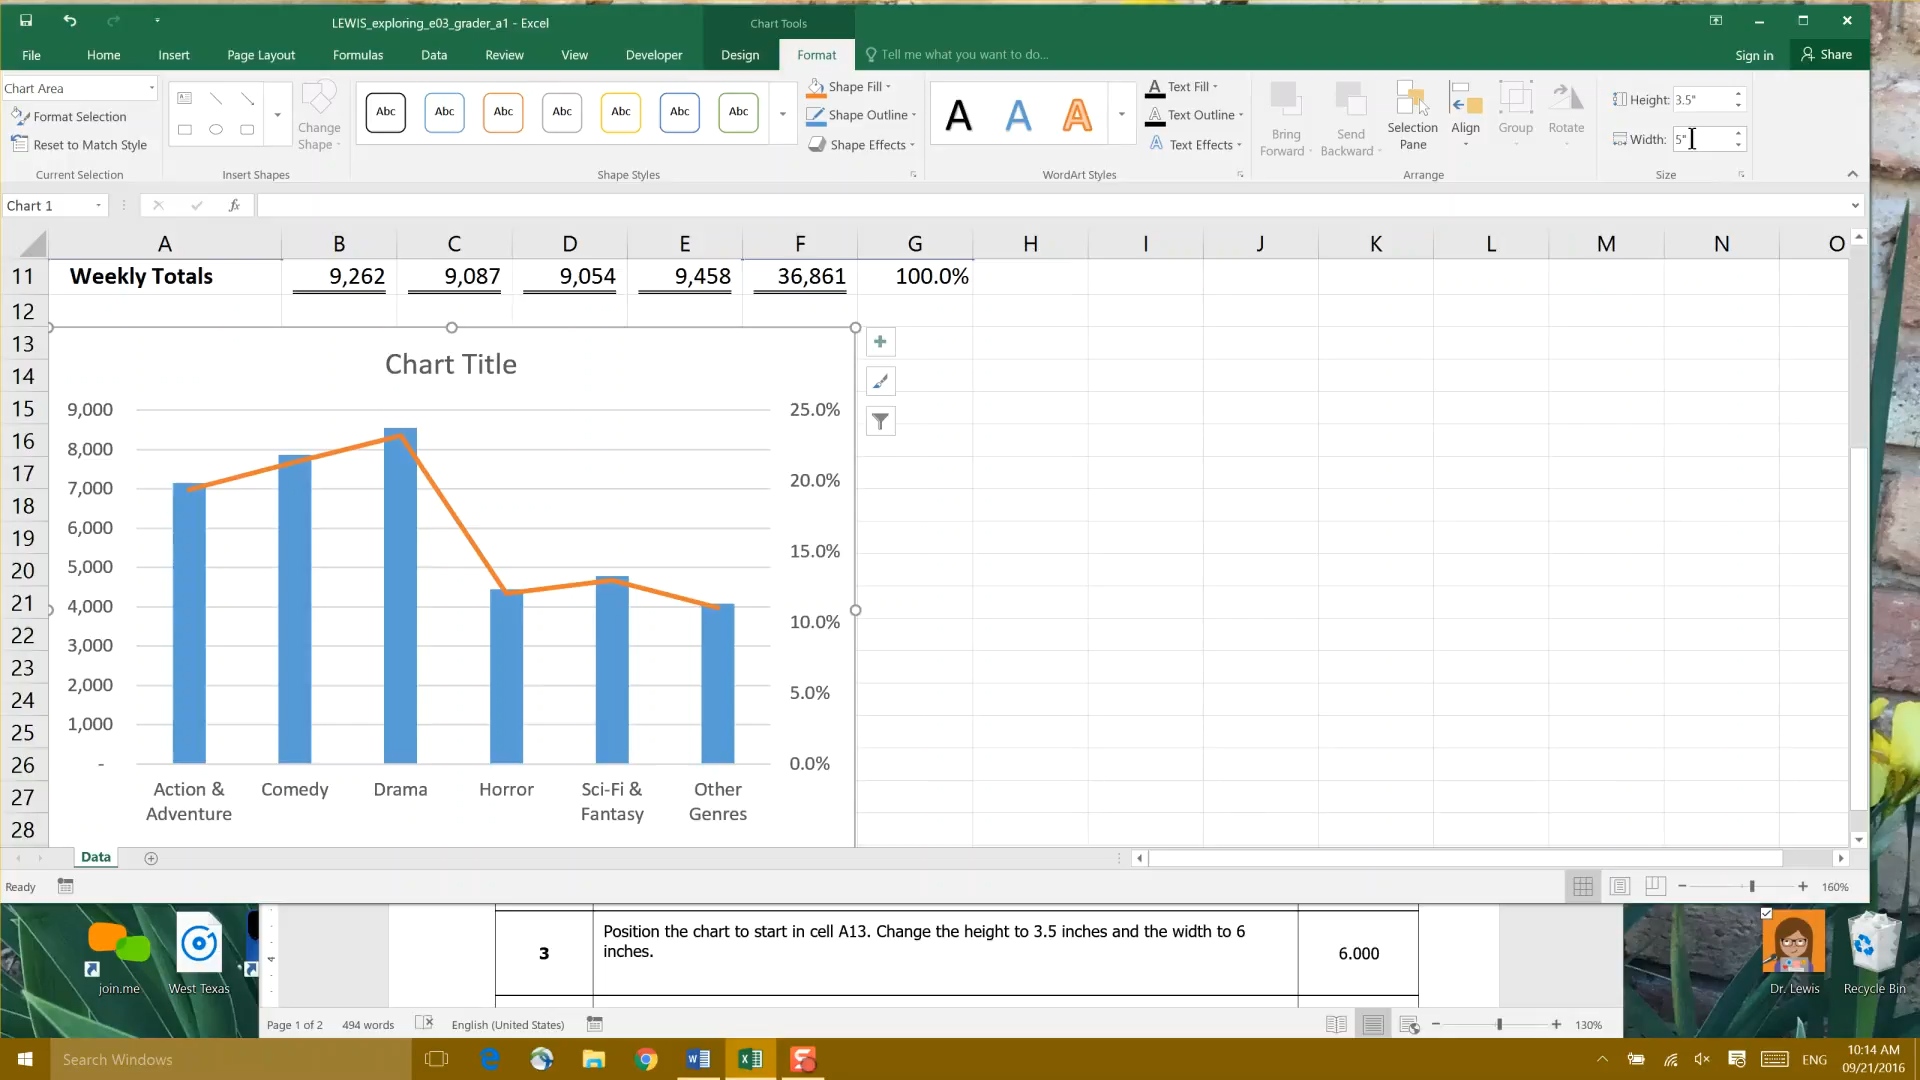 LEWIS_exploring_e03_grader_a1 - Excel
Chart Tools
File Home Insert Page Layout Formulas Data Review View Developer Design Format Tell me what you want to do... Sign in Share
Chart Area
Format Selection
Reset to Match Style
Current Selection
Change
Shape
Insert Shapes
Abc Abc Abc Abc Abc Abc Abc
Shape Fill
Shape Outline
Shape Effects
Shape Styles
A A A
Text Fill
Text Outline
Text Effects
WordArt Styles
Bring
Forward
Send
Backward
Selection
Pane
Align
Group
Rotate
Arrange
Height: 3.5"
Width: 5"
Size
Chart 1
fx
A B C D E F G H I J K L M N O
11 Weekly Totals 9,262 9,087 9,054 9,458 36,861 100.0%
12
13
14
15
16
17
18
19
20
21
22
23
24
25
26
27
28
Chart Title
9,000
8,000
7,000
6,000
5,000
4,000
3,000
2,000
1,000
-
25.0%
20.0%
15.0%
10.0%
5.0%
0.0%
Action &
Adventure
Comedy
Drama
Horror
Sci-Fi &
Fantasy
Other
Genres
Data
Ready
160%
join.me
West Texas
3
Position the chart to start in cell A13. Change the height to 3.5 inches and the width to 6
inches.
6.000
Dr. Lewis
Recycle Bin
Page 1 of 2 494 words English (United States) 130%
Search Windows
ENG
10:14 AM
09/21/2016